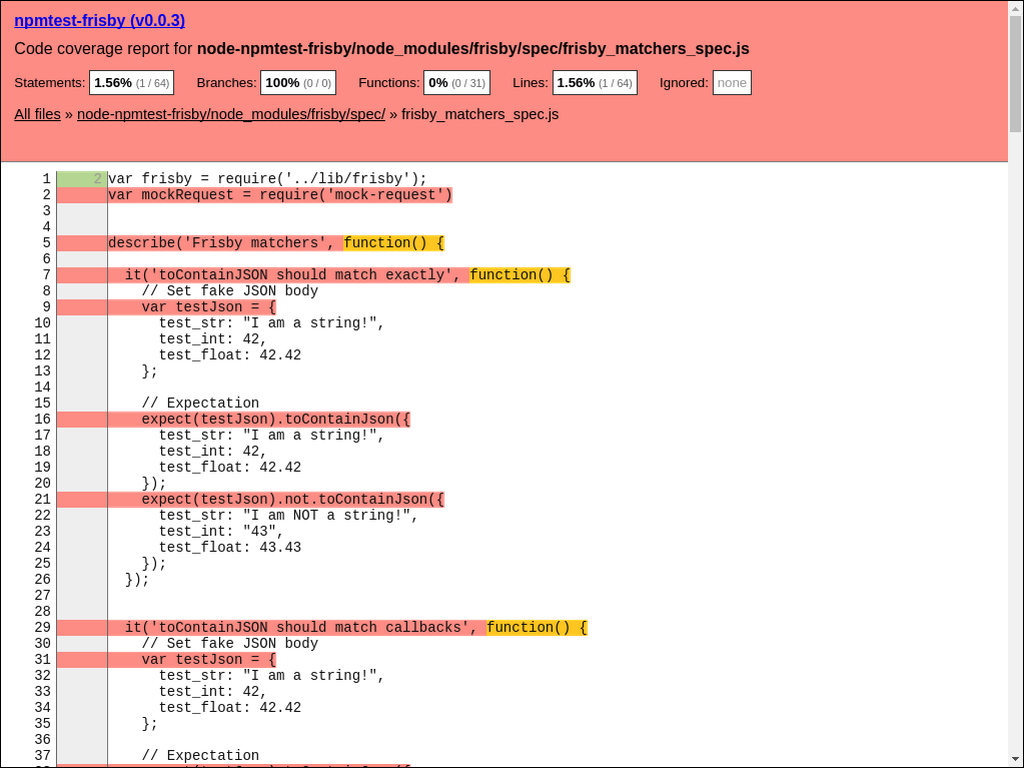 npmtest-frisby (v0.0.3)
Code coverage report for node-npmtest-frisby/node_modules/frisby/spec/frisby_matchers_spec.js
Statements: 1.56% (1 / 64) Branches: 100% (0 / 0) Functions: 0% (0 / 31) Lines: 1.56% (1 / 64) Ignored: none
All files » node-npmtest-frisby/node_modules/frisby/spec/ » frisby_matchers_spec.js
1 2 var frisby = require('../lib/frisby');
2 var mockRequest = require('mock-request')
3
4
5 describe('Frisby matchers', function() {
6
7 it('toContainJSON should match exactly', function() {
8 // Set fake JSON body
9 var testJson = {
10 test_str: "I am a string!",
11 test_int: 42,
12 test_float: 42.42
13 };
14
15 // Expectation
16 expect(testJson).toContainJson({
17 test_str: "I am a string!",
18 test_int: 42,
19 test_float: 42.42
20 });
21 expect(testJson).not.toContainJson({
22 test_str: "I am NOT a string!",
23 test_int: "43",
24 test_float: 43.43
25 });
26 });
27
28
29 it('toContainJSON should match callbacks', function() {
30 // Set fake JSON body
31 var testJson = {
32 test_str: "I am a string!",
33 test_int: 42,
34 test_float: 42.42
35 };
36
37 // Expectation